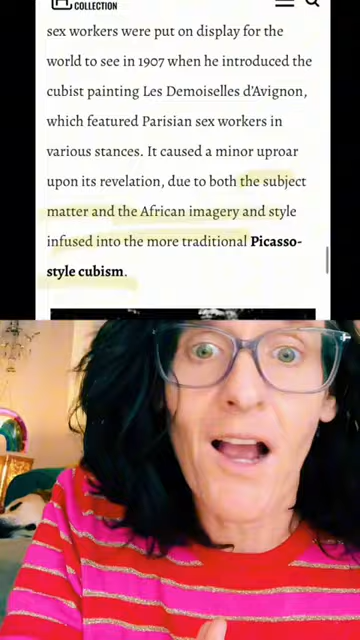 COLLECTION
sex workers were put on display for the
world to see in 1907 when he introduced the
cubist painting Les Demoiselles d'Avignon,
which featured Parisian sex workers in
various stances. It caused a minor uproar
upon its revelation, due to both the subject
matter and the African imagery and style
infused into the more traditional Picasso-
style cubism.